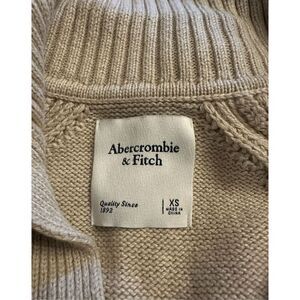 Abercrombie
& Fitch
Quality Since
1892
XS
MADE IN
CHINA